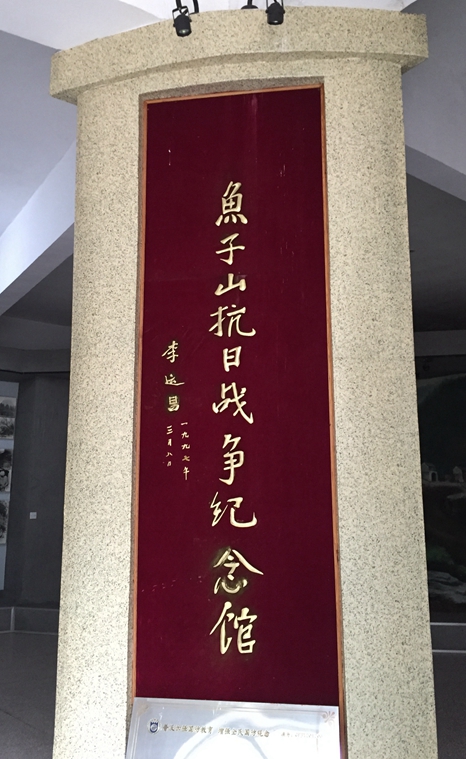 魚子山抗日战争纪念馆
李运昌
一九九七年
三月八日